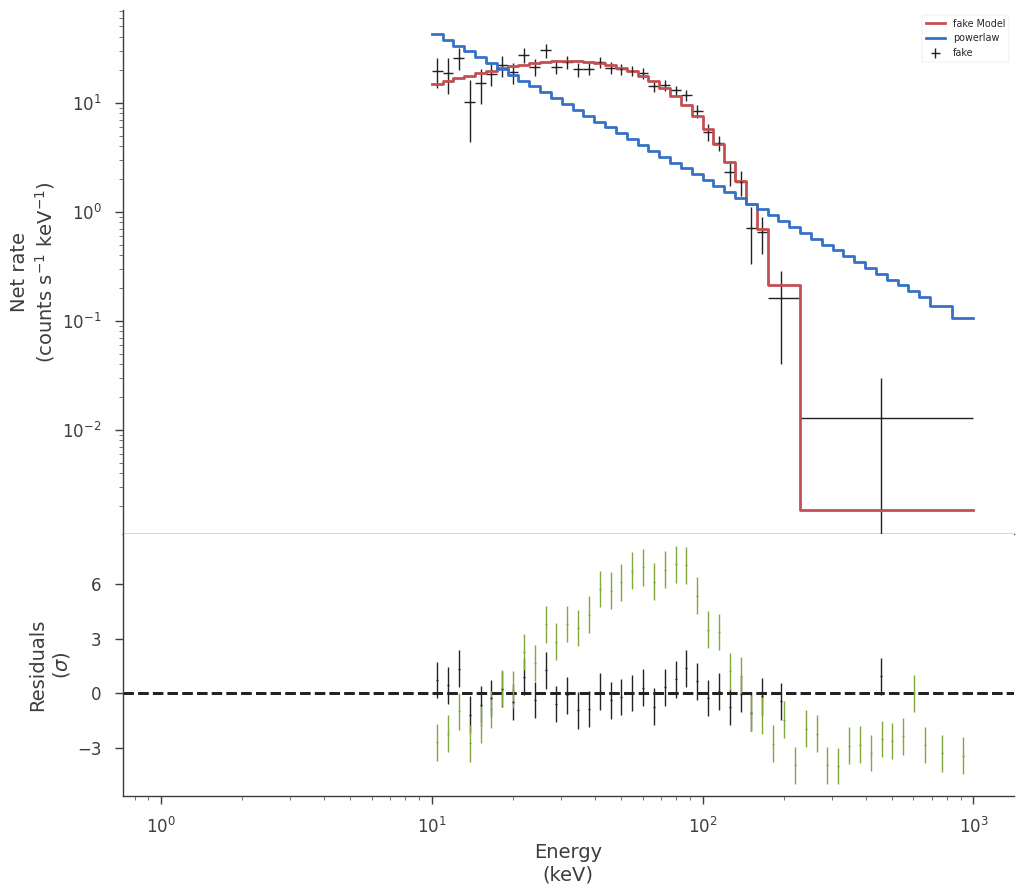 fake Model
powerlaw
fake
Net rate
(counts s⁻¹ keV⁻¹)
10¹
10⁰
10⁻¹
10⁻²
Residuals
(σ)
6
3
0
−3
10⁰
10¹
10²
10³
Energy
(keV)